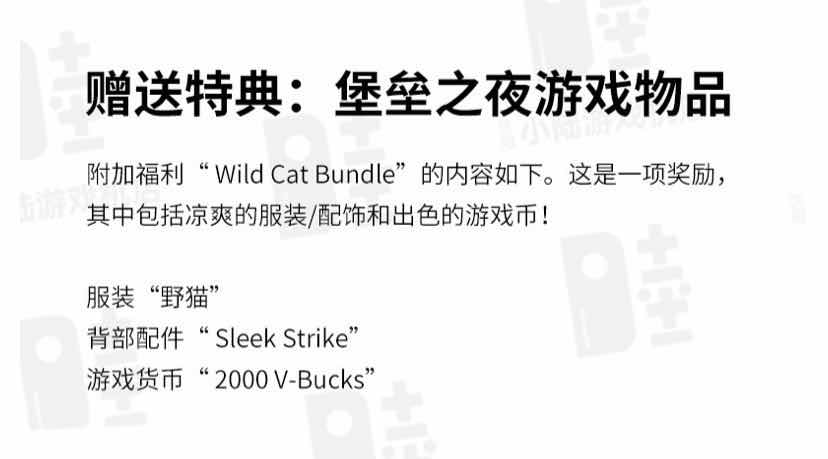 赠送特典：堡垒之夜游戏物品
附加福利“ Wild Cat Bundle”的内容如下。这是一项奖励，
其中包括凉爽的服装/配饰和出色的游戏币！
服装“野猫”
背部配件“ Sleek Strike”
游戏货币“ 2000 V-Bucks”